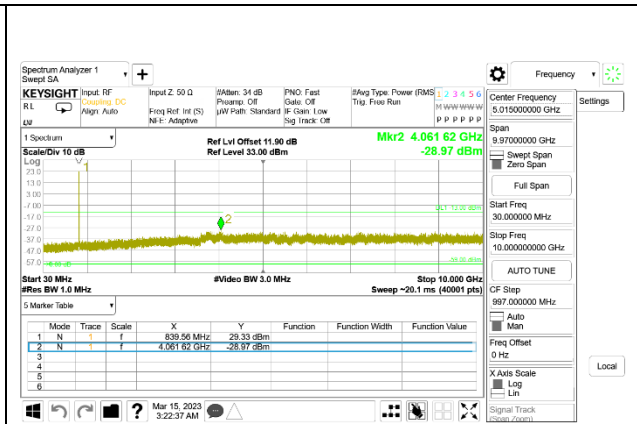 Spectrum Analyzer 1
Swept SA
+
Frequency
KEYSIGHT
Input: RF
Input Z: 50 Ω
#Atten: 34 dB
PNO: Fast
#Avg Type: Power (RMS
1 2 3 4 5 6
RL
Coupling: DC
Preamp: Off
Gate: Off
Trig: Free Run
M W W W W W
Align: Auto
Freq Ref: Int (S)
µW Path: Standard
IF Gain: Low
NFE: Adaptive
Sig Track: Off
P P P P P P
1 Spectrum
Ref Lvl Offset 11.90 dB
Mkr2 4.061 62 GHz
Scale/Div 10 dB
Ref Level 33.00 dBm
-28.97 dBm
Log
23.0
13.0
3.00
-7.00
-17.0
-27.0
-37.0
-47.0
-57.0
1
2
Start 30 MHz
#Video BW 3.0 MHz
Stop 10.000 GHz
#Res BW 1.0 MHz
Sweep ~20.1 ms (40001 pts)
5 Marker Table
Mode Trace Scale X Y Function Function Width Function Value
1 N 1 f 839.56 MHz 29.33 dBm
2 N 1 f 4.061 62 GHz -28.97 dBm
3
4
5
6
Mar 15, 2023
3:22:37 AM
?
Center Frequency
5.015000000 GHz
Settings
Span
9.97000000 GHz
Swept Span
Zero Span
Full Span
Start Freq
30.000000 MHz
Stop Freq
10.000000000 GHz
AUTO TUNE
CF Step
997.000000 MHz
Auto
Man
Freq Offset
0 Hz
X Axis Scale
Log
Lin
Local
Signal Track
(Span Zoom)